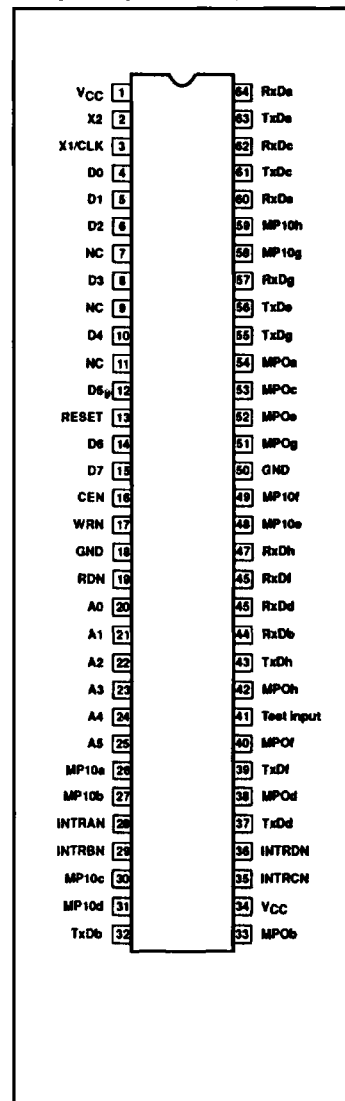 VCC 1 64 RxDa
X2 2 63 TxDa
X1/CLK 3 62 RxDc
D0 4 61 TxDc
D1 5 60 RxDe
D2 6 59 MP10h
NC 7 58 MP10g
D3 8 57 RxDg
NC 9 56 TxDe
D4 10 55 TxDg
NC 11 54 MPOa
D5 12 53 MPOc
RESET 13 52 MPOe
D6 14 51 MPOg
D7 15 50 GND
CEN 16 49 MP10f
WRN 17 48 MP10e
GND 18 47 RxDh
RDN 19 45 RxDf
A0 20 45 RxDd
A1 21 44 RxDb
A2 22 43 TxDh
A3 23 42 MPOh
A4 24 41 Test input
A5 25 40 MPOf
MP10a 26 39 TxDf
MP10b 27 38 MPOd
INTRAN 28 37 TxDd
INTRBN 29 36 INTRDN
MP10c 30 35 INTRCN
MP10d 31 34 VCC
TxDb 32 33 MPOb